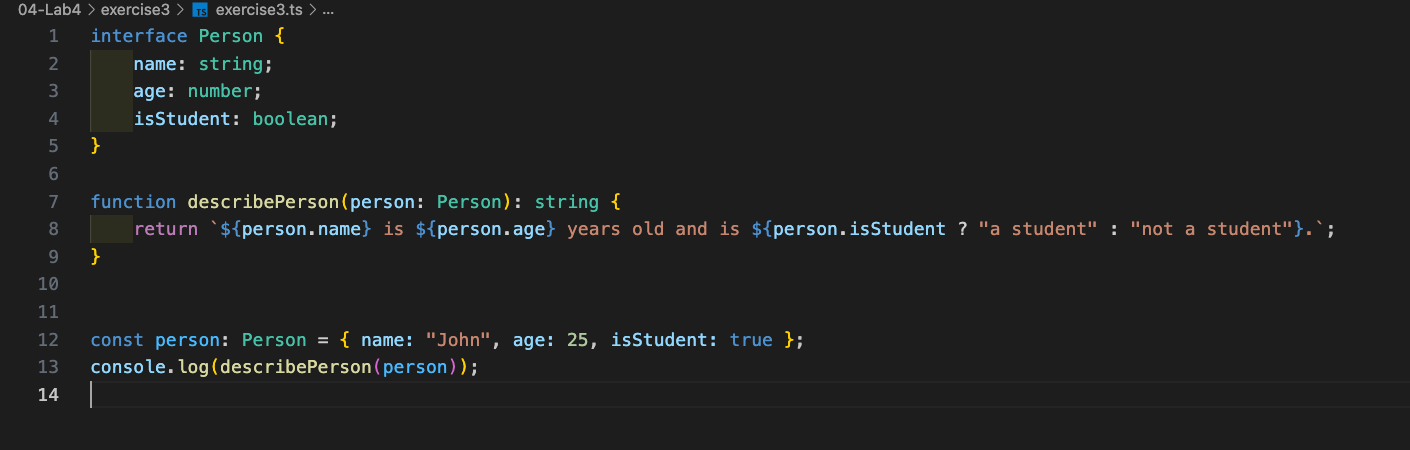 04-Lab4 > exercise3 > TS exercise3.ts > ...
1 interface Person {
2     name: string;
3     age: number;
4     isStudent: boolean;
5 }
6
7 function describePerson(person: Person): string {
8     return `${person.name} is ${person.age} years old and is ${person.isStudent ? "a student" : "not a student"}.`;
9 }
10
11
12 const person: Person = { name: "John", age: 25, isStudent: true };
13 console.log(describePerson(person));
14